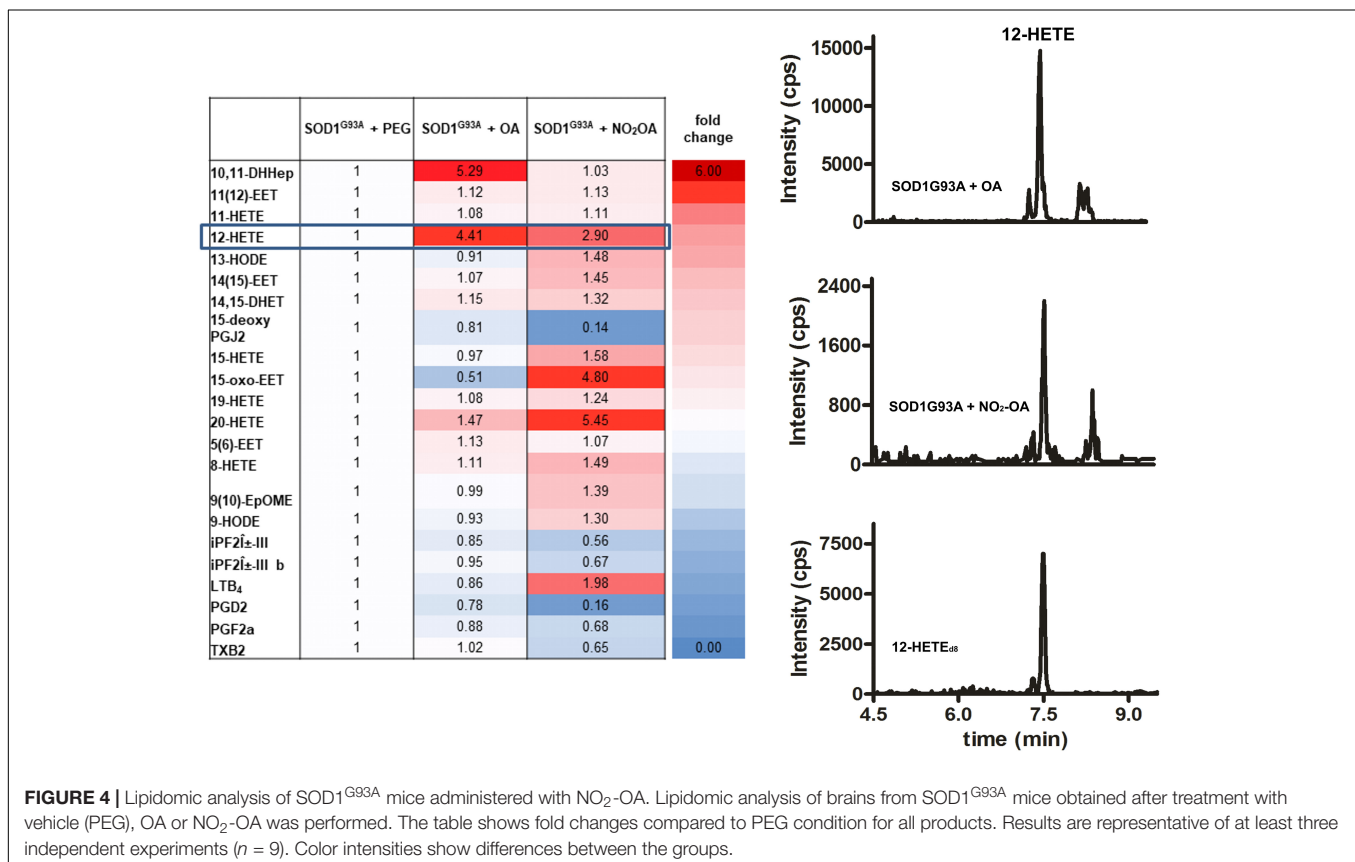 SOD1G93A + PEG SOD1G93A + OA SOD1G93A + NO2OA fold change
10,11-DHHep 1 5.29 1.03 6.00
11(12)-EET 1 1.12 1.13
11-HETE 1 1.08 1.11
12-HETE 1 4.41 2.90
13-HODE 1 0.91 1.48
14(15)-EET 1 1.07 1.45
14,15-DHET 1 1.15 1.32
15-deoxy PGJ2 1 0.81 0.14
15-HETE 1 0.97 1.58
15-oxo-EET 1 0.51 4.80
19-HETE 1 1.08 1.24
20-HETE 1 1.47 5.45
5(6)-EET 1 1.13 1.07
8-HETE 1 1.11 1.49
9(10)-EpOME 1 0.99 1.39
9-HODE 1 0.93 1.30
iPF2Î±-III 1 0.85 0.56
iPF2Î±-III b 1 0.95 0.67
LTB4 1 0.86 1.98
PGD2 1 0.78 0.16
PGF2a 1 0.88 0.68
TXB2 1 1.02 0.65 0.00
12-HETE
Intensity (cps)
15000
10000
5000
0
SOD1G93A + OA
Intensity (cps)
2400
1600
800
0
SOD1G93A + NO2-OA
Intensity (cps)
7500
5000
2500
0
12-HETEd8
4.5 6.0 7.5 9.0
time (min)
FIGURE 4 | Lipidomic analysis of SOD1G93A mice administered with NO2-OA. Lipidomic analysis of brains from SOD1G93A mice obtained after treatment with
vehicle (PEG), OA or NO2-OA was performed. The table shows fold changes compared to PEG condition for all products. Results are representative of at least three
independent experiments (n = 9). Color intensities show differences between the groups.